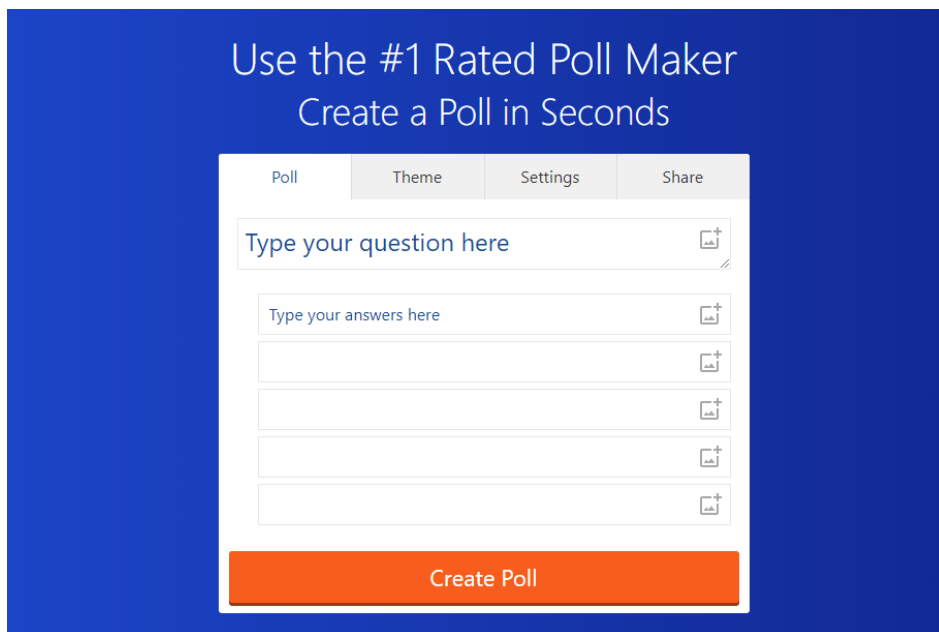 Use the #1 Rated Poll Maker
Create a Poll in Seconds
Poll Theme Settings Share
Type your question here
Type your answers here
Create Poll